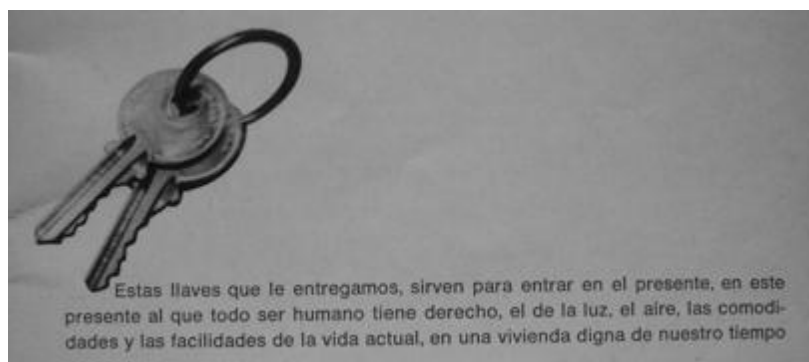 Estas llaves que le entregamos, sirven para entrar en el presente, en este
presente al que todo ser humano tiene derecho, el de la luz, el aire, las comodi-
dades y las facilidades de la vida actual, en una vivienda digna de nuestro tiempo